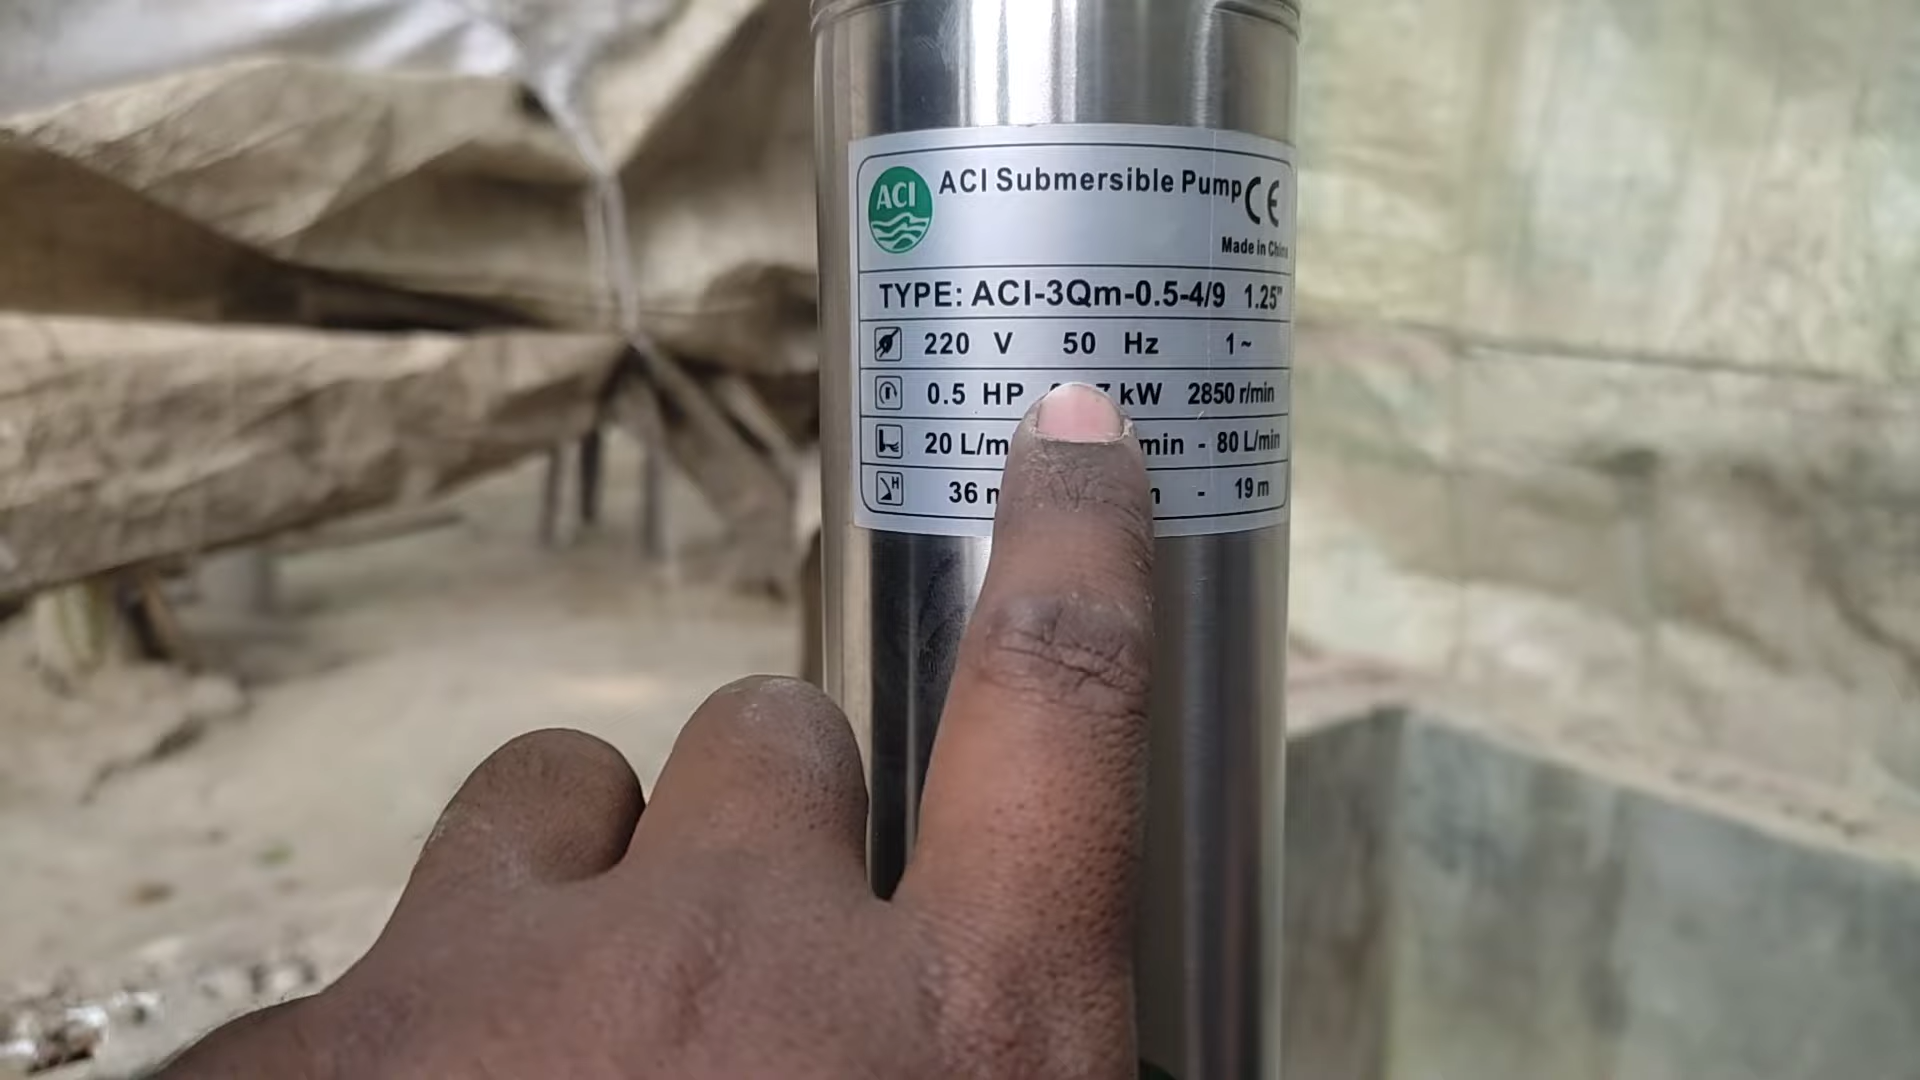 ACI
ACI Submersible Pump CE
Made in China
TYPE: ACI-3Qm-0.5-4/9 1.25"
220 V 50 Hz 1~
0.5 HP kW 2850 r/min
20 L/m min - 80 L/min
36 - 19 m
H